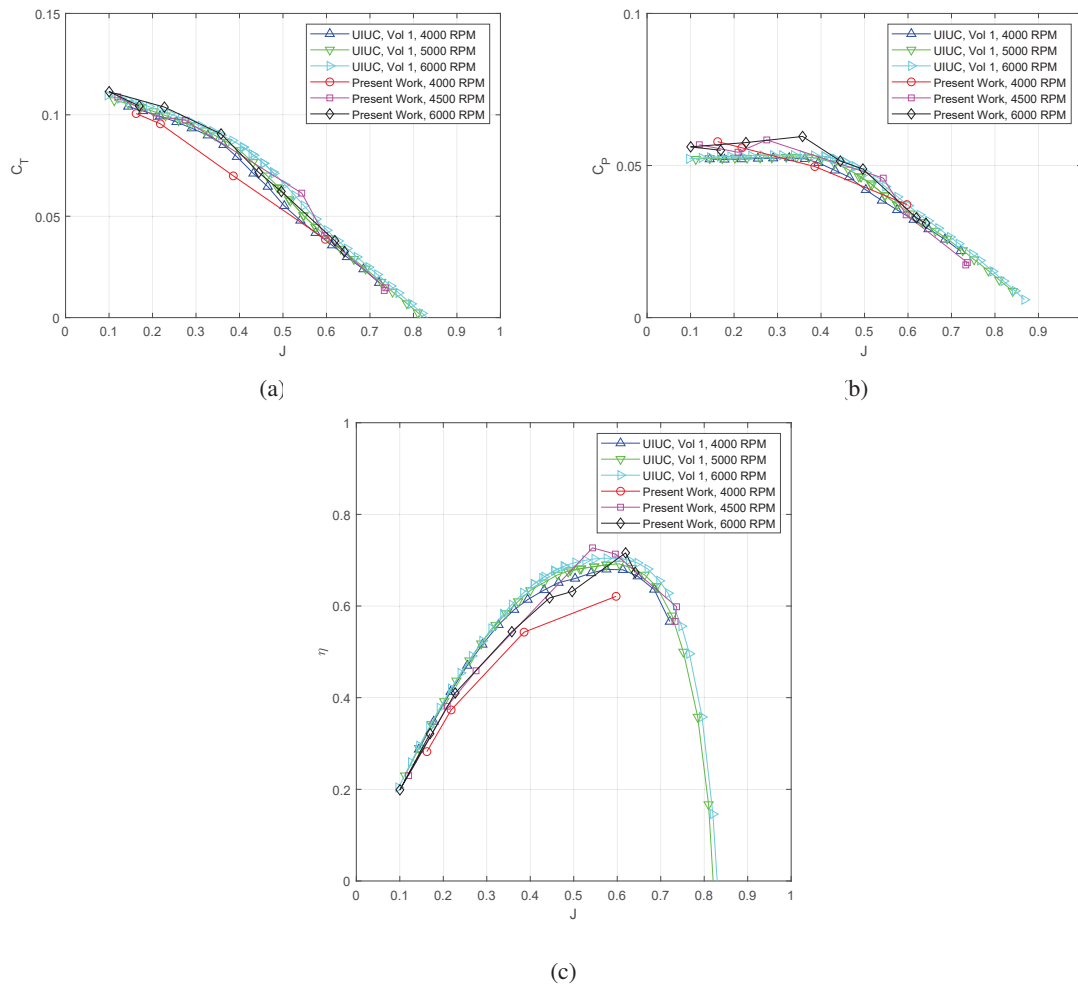 0.15
0.1
0.05
0
C_T
0
0.1
0.2
0.3
0.4
0.5
0.6
0.7
0.8
0.9
1
J
UIUC, Vol 1, 4000 RPM
UIUC, Vol 1, 5000 RPM
UIUC, Vol 1, 6000 RPM
Present Work, 4000 RPM
Present Work, 4500 RPM
Present Work, 6000 RPM
(a)
0.1
0.05
0
C_P
0
0.1
0.2
0.3
0.4
0.5
0.6
0.7
0.8
0.9
J
UIUC, Vol 1, 4000 RPM
UIUC, Vol 1, 5000 RPM
UIUC, Vol 1, 6000 RPM
Present Work, 4000 RPM
Present Work, 4500 RPM
Present Work, 6000 RPM
(b)
1
0.8
0.6
0.4
0.2
0
η
0
0.1
0.2
0.3
0.4
0.5
0.6
0.7
0.8
0.9
1
J
UIUC, Vol 1, 4000 RPM
UIUC, Vol 1, 5000 RPM
UIUC, Vol 1, 6000 RPM
Present Work, 4000 RPM
Present Work, 4500 RPM
Present Work, 6000 RPM
(c)